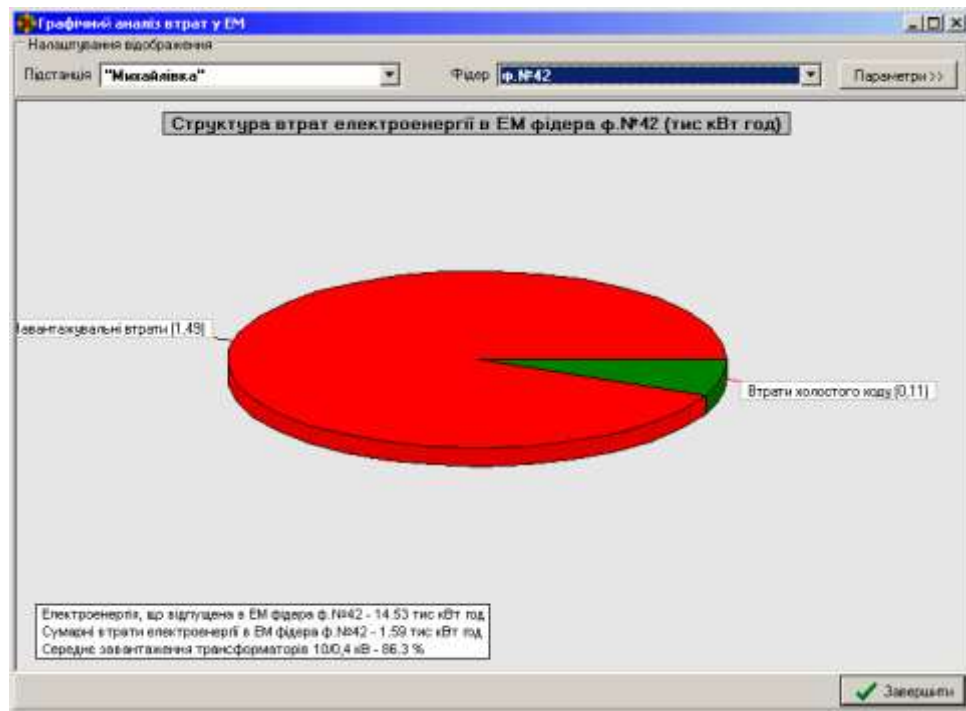 Графічний аналіз втрат у ЕМ
Налаштування відображення
Підстанція "Михайлівка" Фідер ф.№42 Параметри >>
Структура втрат електроенергії в ЕМ фідера ф.№42 (тис кВт год)
авантажувальні втрати (1,49)
Втрати холостого ходу (0,11)
Електроенергія, що відпущена в ЕМ фідера ф.№42 - 14.53 тис кВт год
Сумарні втрати електроенергії в ЕМ фідера ф.№42 - 1.59 тис кВт год
Середнє завантаження трансформаторів 10/0,4 кВ - 86.3 %
Завершити